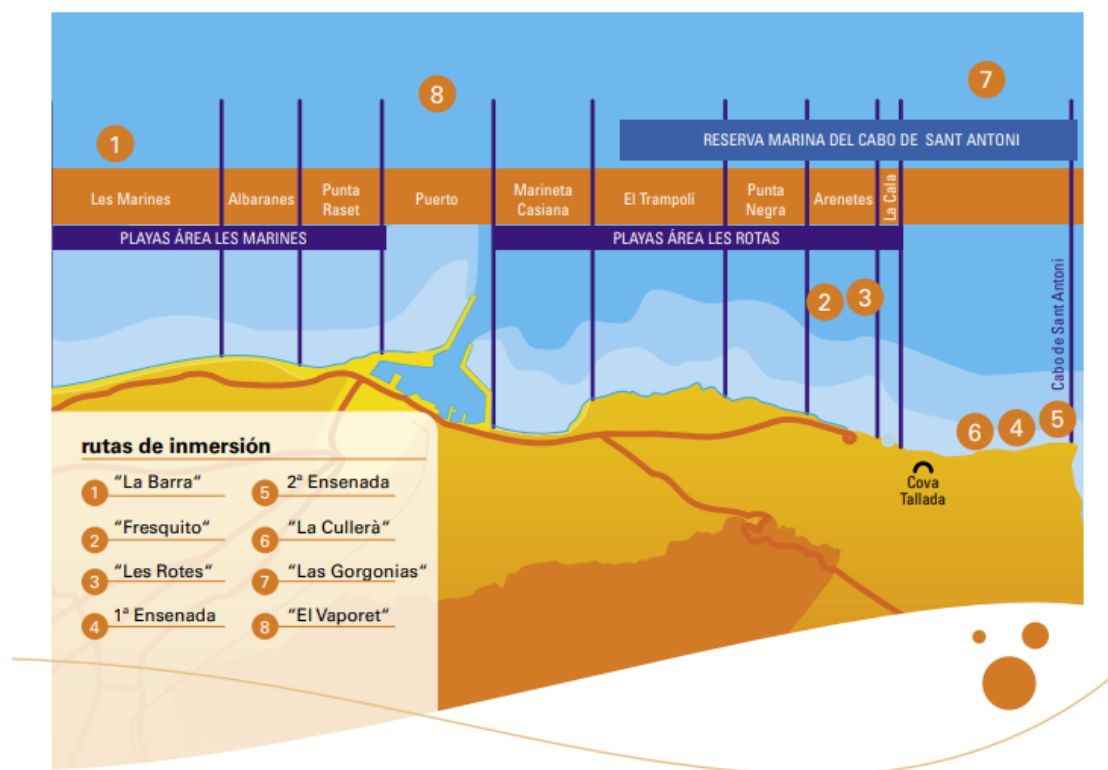 8
7
1
RESERVA MARINA DEL CABO DE SANT ANTONI
Les Marines
Albaranes
Punta
Raset
Puerto
Marineta
Casiana
El Trampolí
Punta
Negra
Arenetes
La Cala
PLAYAS ÁREA LES MARINES
PLAYAS ÁREA LES ROTAS
2
3
Cabo de Sant Antoni
6
4
5
Cova
Tallada
rutas de inmersión
1 “La Barra“
2 “Fresquito“
3 “Les Rotes“
4 1ª Ensenada
5 2ª Ensenada
6 “La Cullerà“
7 “Las Gorgonias“
8 “El Vaporet“